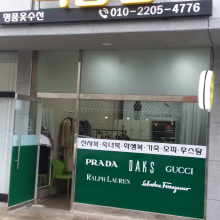 명품옷수선
010-2205-4776
신사복·숙녀복·학생복·가죽·모피·무스탕
PRADA DAKS GUCCI
RALPH LAUREN Salvatore Ferragamo